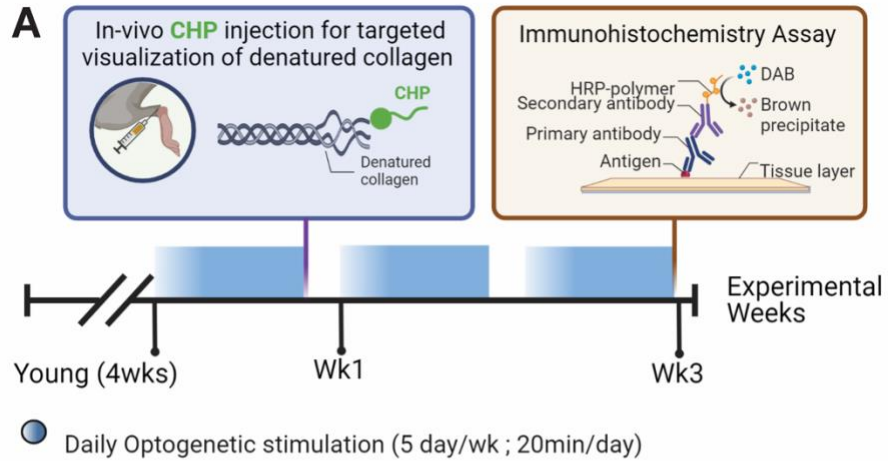 A
In-vivo CHP injection for targeted
visualization of denatured collagen
CHP
Denatured
collagen
Immunohistochemistry Assay
HRP-polymer
Secondary antibody
Primary antibody
Antigen
DAB
Brown
precipitate
Tissue layer
Experimental
Weeks
Young (4wks)
Wk1
Wk3
Daily Optogenetic stimulation (5 day/wk ; 20min/day)